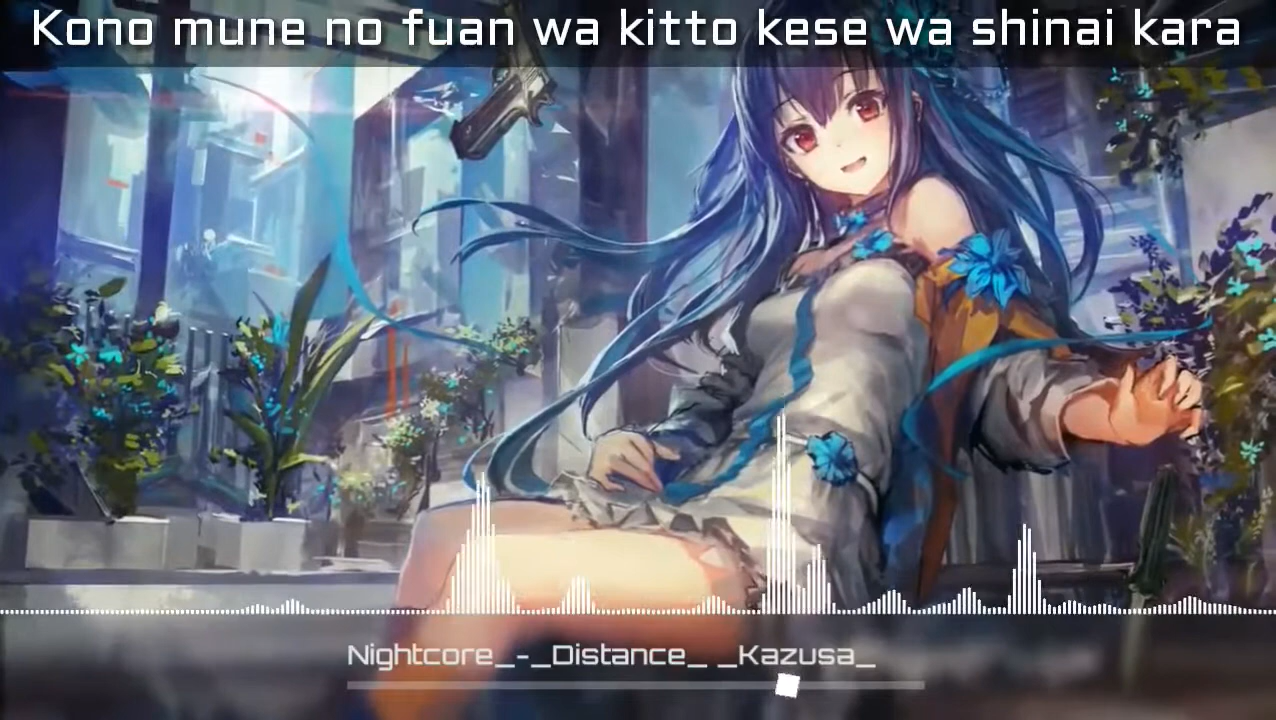 Kono mune no fuan wa kitto kese wa shinai kara
Nightcore_-_Distance_ _Kazusa_